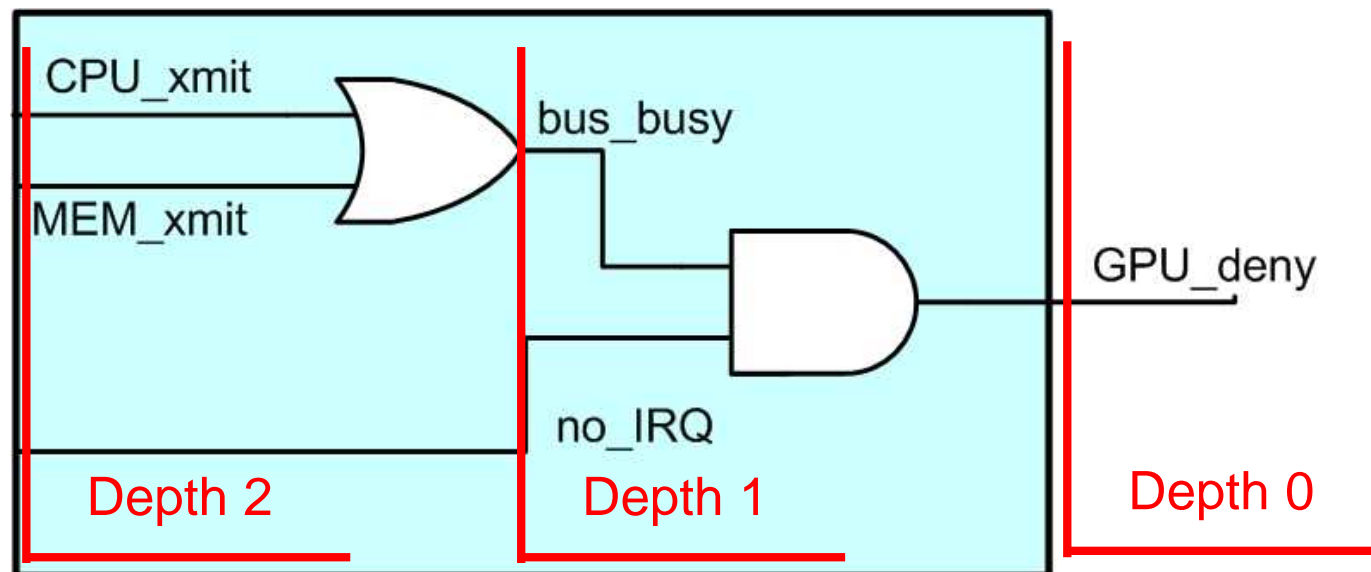 CPU_xmit
bus_busy
MEM_xmit
GPU_deny
no_IRQ
Depth 2
Depth 1
Depth 0